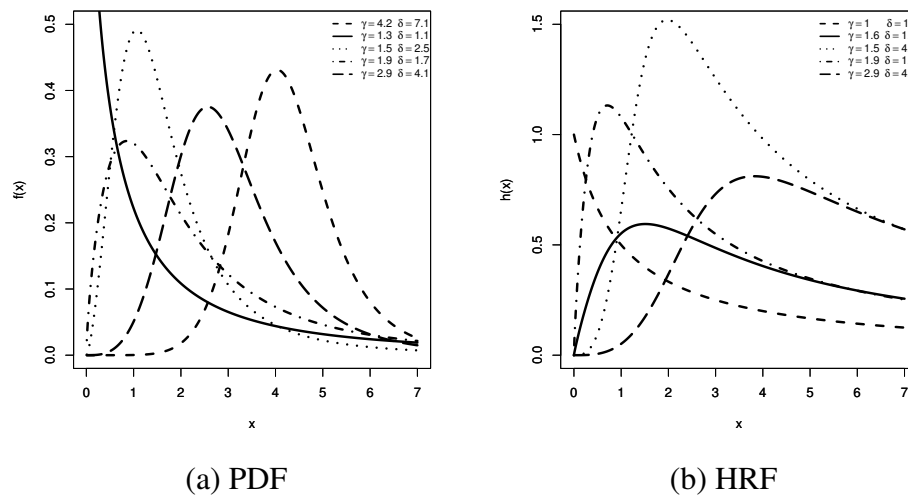 0.5
0.4
0.3
0.2
0.1
0.0
f(x)
γ = 4.2 δ = 7.1
γ = 1.3 δ = 1.1
γ = 1.5 δ = 2.5
γ = 1.9 δ = 1.7
γ = 2.9 δ = 4.1
0 1 2 3 4 5 6 7
x
(a) PDF
1.5
1.0
0.5
0.0
h(x)
γ = 1 δ = 1
γ = 1.6 δ = 1
γ = 1.5 δ = 4
γ = 1.9 δ = 1
γ = 2.9 δ = 4
0 1 2 3 4 5 6 7
x
(b) HRF